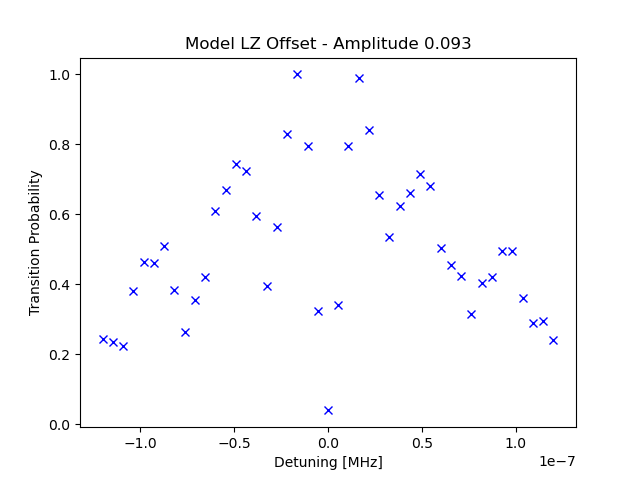 Model LZ Offset - Amplitude 0.093
Transition Probability
1.0
0.8
0.6
0.4
0.2
0.0
−1.0 −0.5 0.0 0.5 1.0
1e−7
Detuning [MHz]